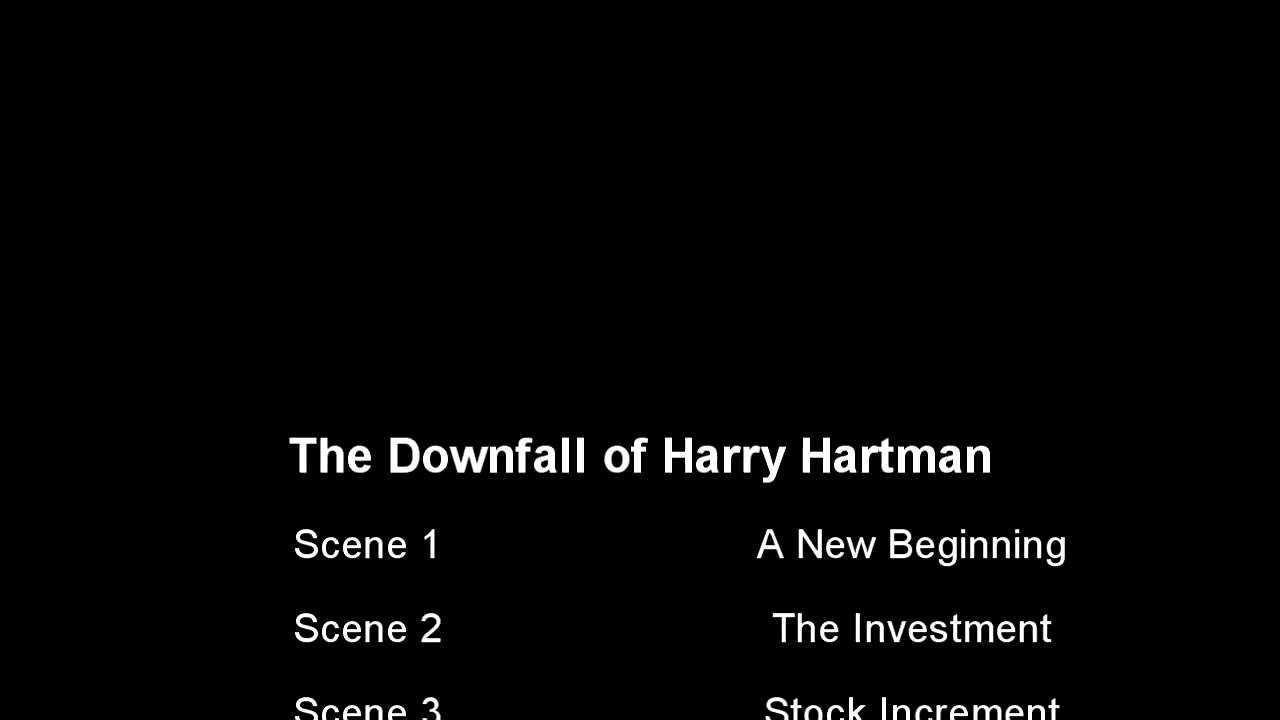 The Downfall of Harry Hartman
Scene 1 A New Beginning
Scene 2 The Investment
Scene 3 Stock Increment